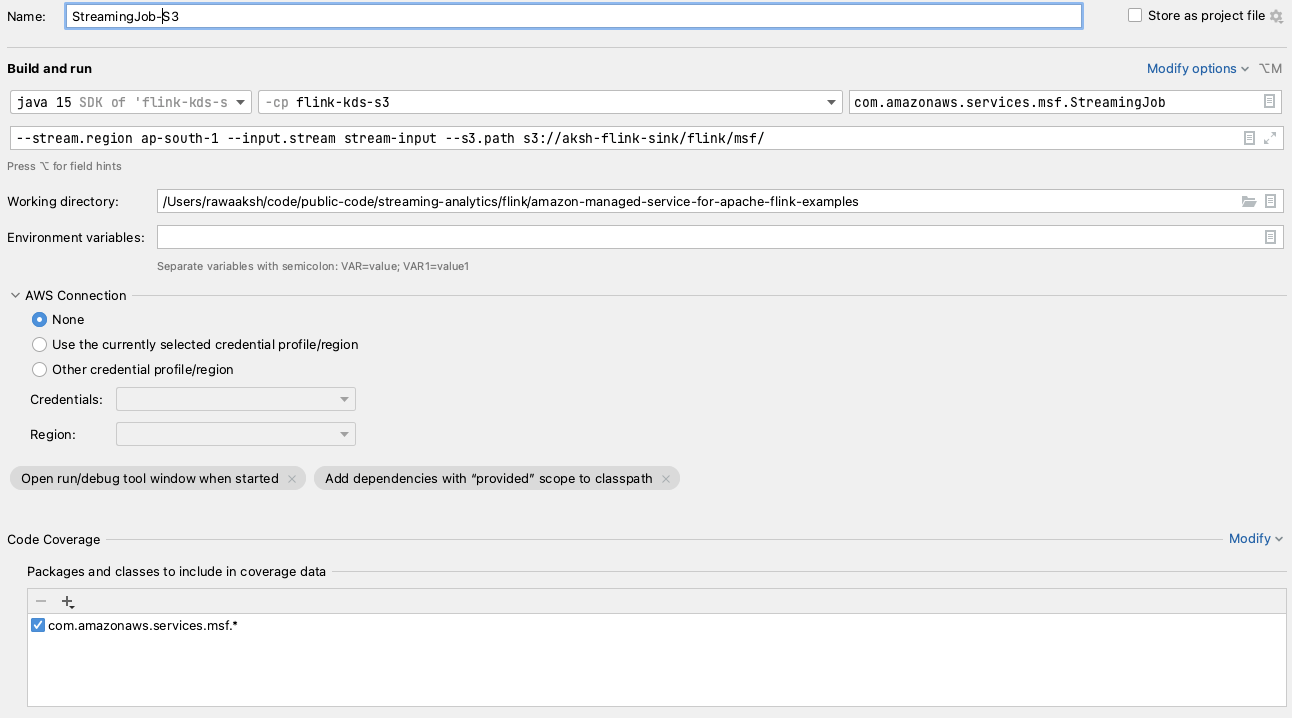 Name: StreamingJob-S3 Store as project file
Build and run Modify options ⌥M
java 15 SDK of 'flink-kds-s -cp flink-kds-s3 com.amazonaws.services.msf.StreamingJob
--stream.region ap-south-1 --input.stream stream-input --s3.path s3://aksh-flink-sink/flink/msf/
Press ⌥ for field hints
Working directory: /Users/rawaaksh/code/public-code/streaming-analytics/flink/amazon-managed-service-for-apache-flink-examples
Environment variables:
Separate variables with semicolon: VAR=value; VAR1=value1
AWS Connection
None
Use the currently selected credential profile/region
Other credential profile/region
Credentials:
Region:
Open run/debug tool window when started × Add dependencies with “provided” scope to classpath ×
Code Coverage Modify
Packages and classes to include in coverage data
com.amazonaws.services.msf.*